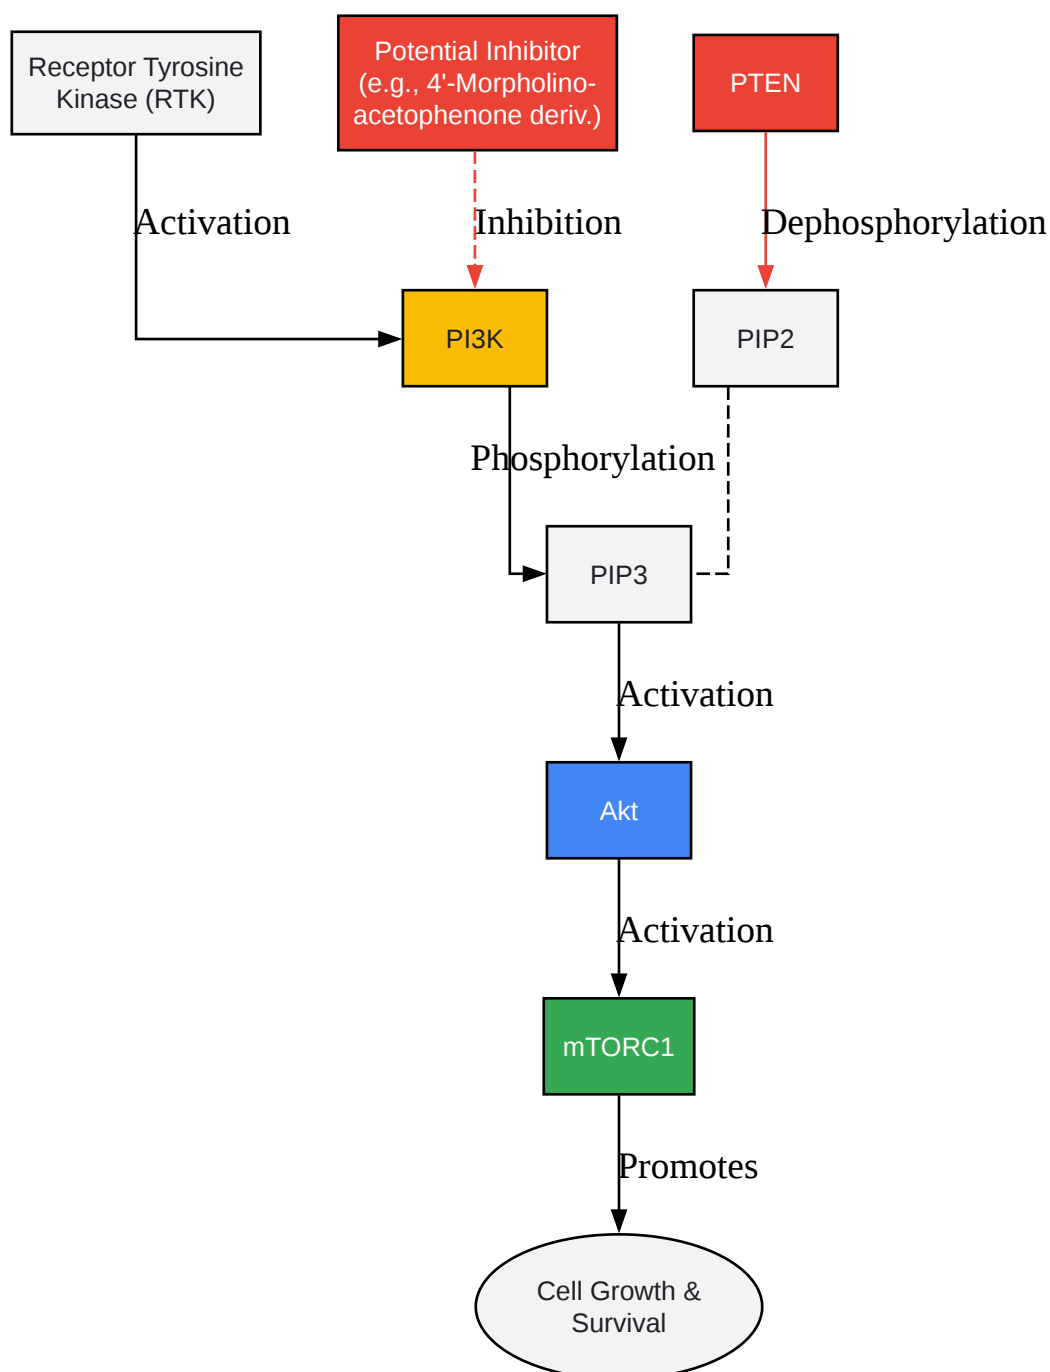 Receptor Tyrosine
Kinase (RTK)
Potential Inhibitor
(e.g., 4'-Morpholino-
acetophenone deriv.)
PTEN
Activation
Inhibition
Dephosphorylation
PI3K
PIP2
Phosphorylation
PIP3
Activation
Akt
Activation
mTORC1
Promotes
Cell Growth &
Survival